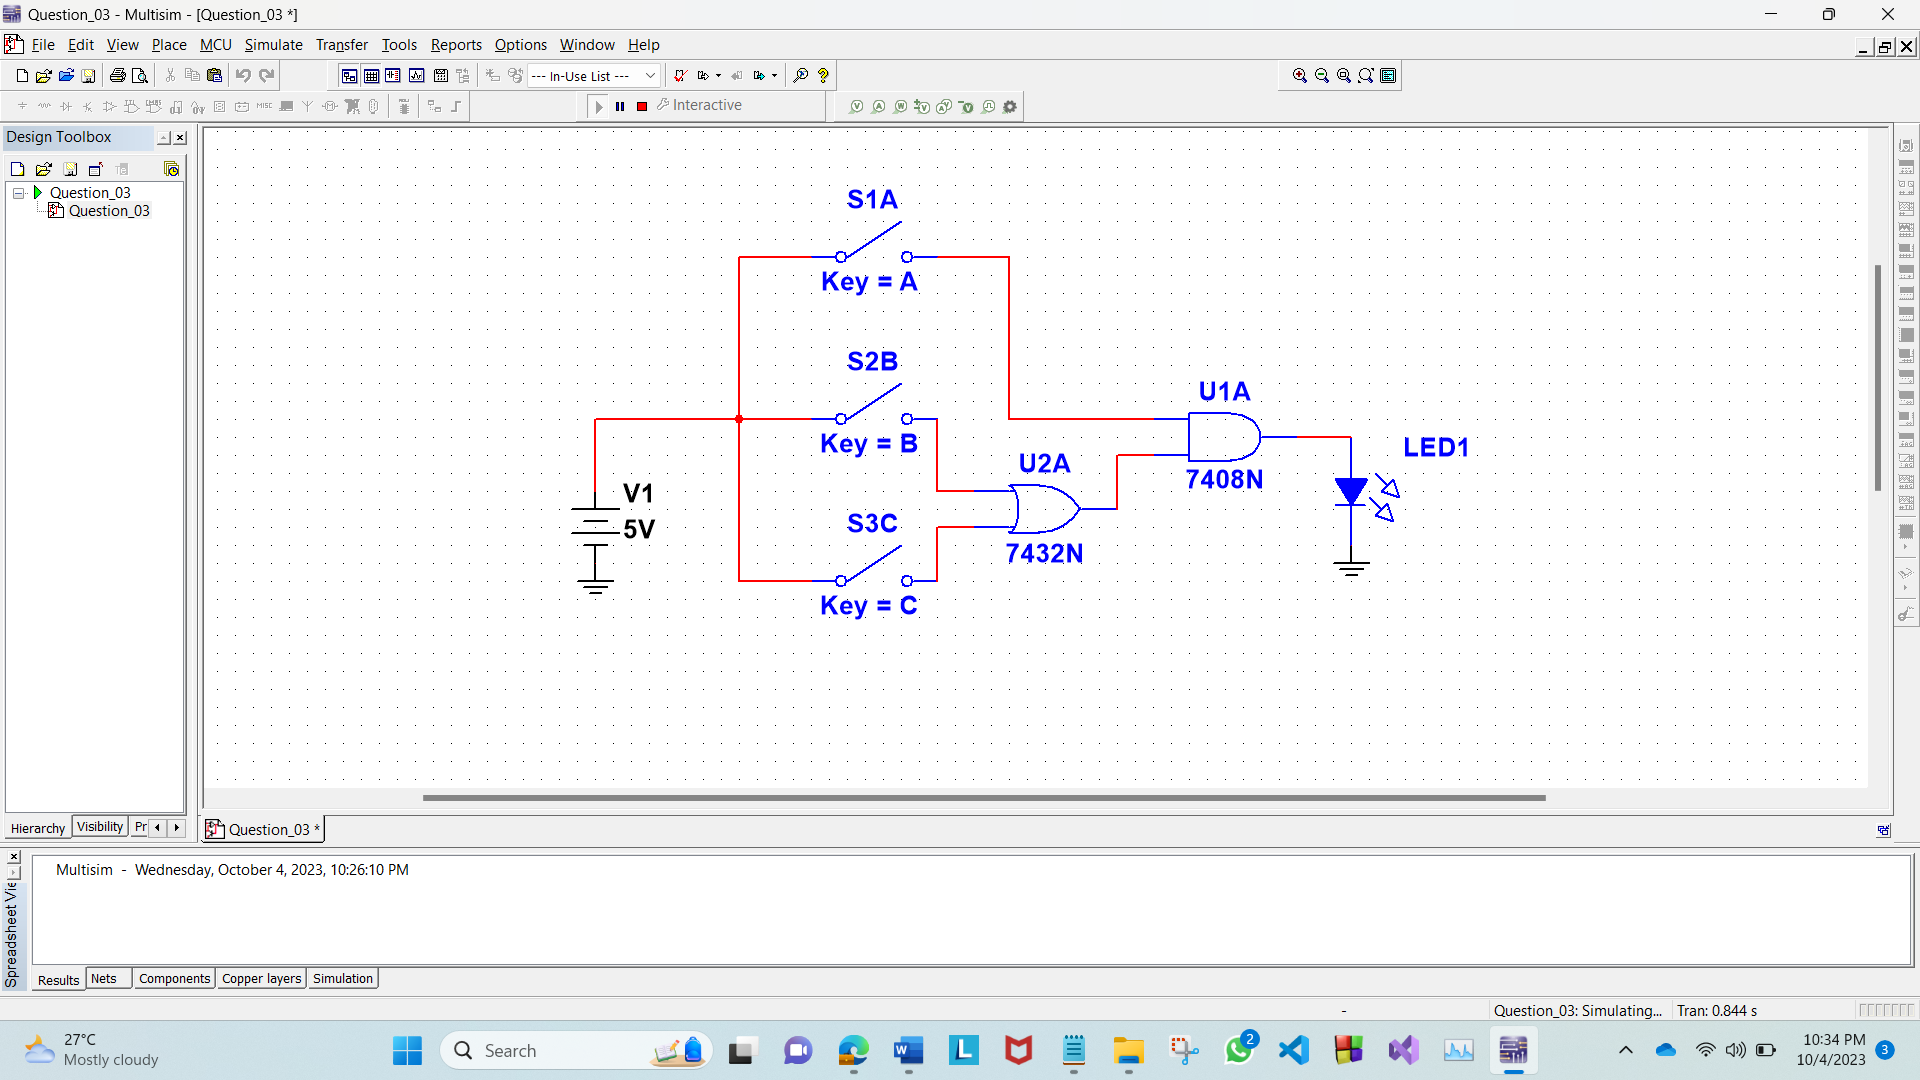 Question_03 - Multisim - [Question_03 *]
File Edit View Place MCU Simulate Transfer Tools Reports Options Window Help
--- In-Use List ---
MISC
Interactive
Design Toolbox
Question_03
Question_03
S1A
Key = A
S2B
Key = B
S3C
Key = C
V1
5V
U2A
7432N
U1A
7408N
LED1
Hierarchy Visibility Pr
Question_03 *
Spreadsheet Vie
Multisim - Wednesday, October 4, 2023, 10:26:10 PM
Results Nets Components Copper layers Simulation
- Question_03: Simulating... Tran: 0.844 s
27°C
Mostly cloudy
Search
2
10:34 PM
10/4/2023
3